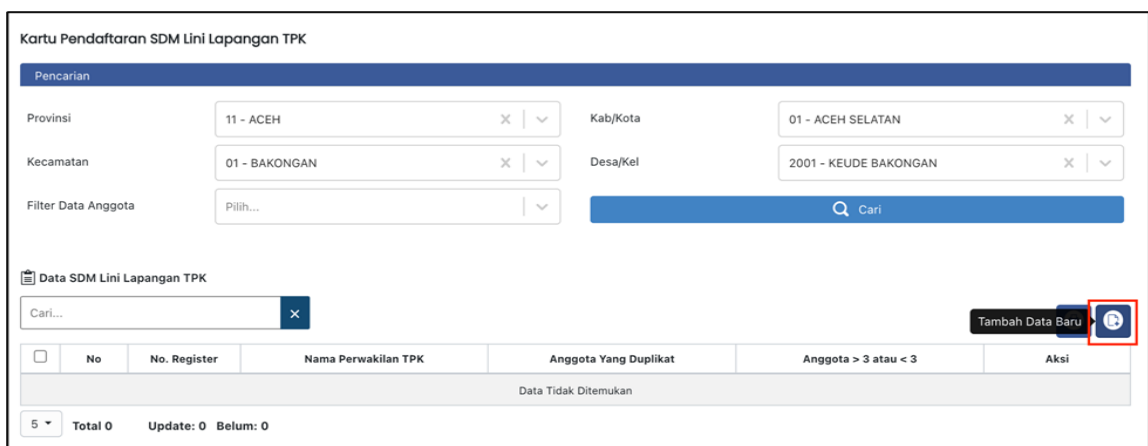 Kartu Pendaftaran SDM Lini Lapangan TPK
Pencarian
Provinsi 11 - ACEH Kab/Kota 01 - ACEH SELATAN
Kecamatan 01 - BAKONGAN Desa/Kel 2001 - KEUDE BAKONGAN
Filter Data Anggota Pilih... Cari
Data SDM Lini Lapangan TPK
Cari... Tambah Data Baru
No No. Register Nama Perwakilan TPK Anggota Yang Duplikat Anggota > 3 atau < 3 Aksi
Data Tidak Ditemukan
5 Total 0 Update: 0 Belum: 0